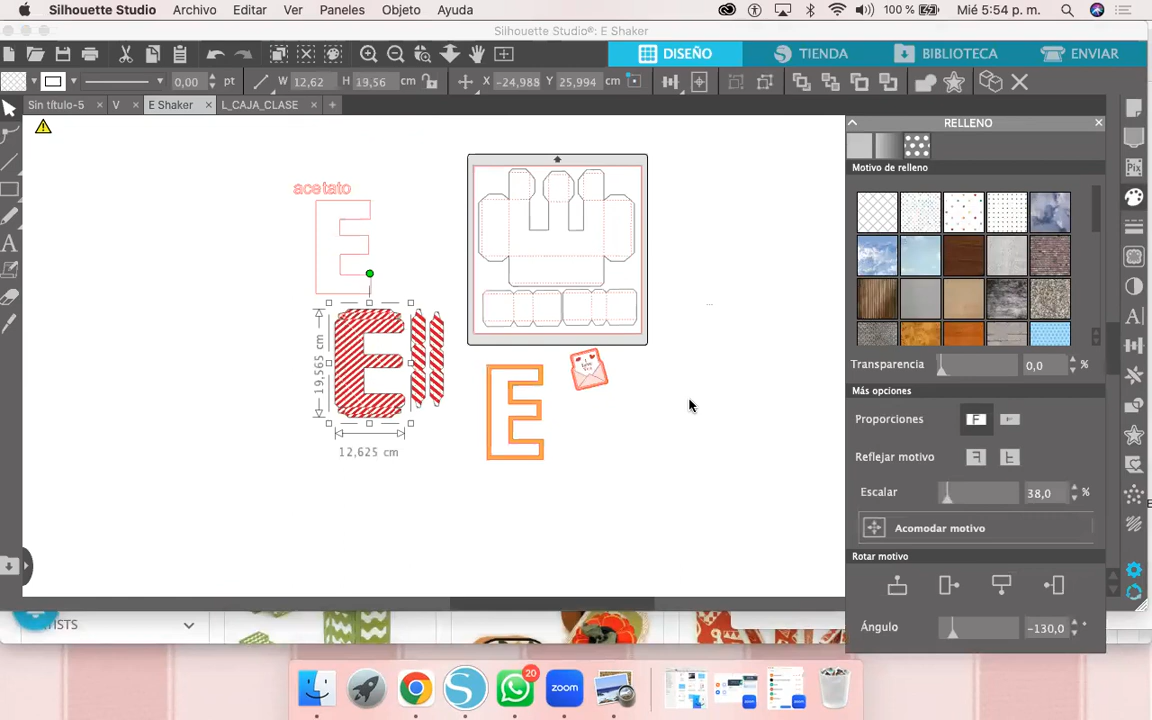 Silhouette Studio Archivo Editar Ver Paneles Objeto Ayuda 100 % Mié 5:54 p. m.
Silhouette Studio®: E Shaker
DISEÑO TIENDA BIBLIOTECA ENVIAR
0,00 pt W 12,62 H 19,56 cm X -24,988 Y 25,994 cm
Sin título-5 × V × E Shaker × L_CAJA_CLASE × +
RELLENO
Motivo de relleno
acetato
19,565 cm
12,625 cm
Transparencia 0,0 %
Más opciones
Proporciones
Reflejar motivo
Escalar 38,0 %
Acomodar motivo
Rotar motivo
Ángulo -130,0 °
ISTS
20
zoom